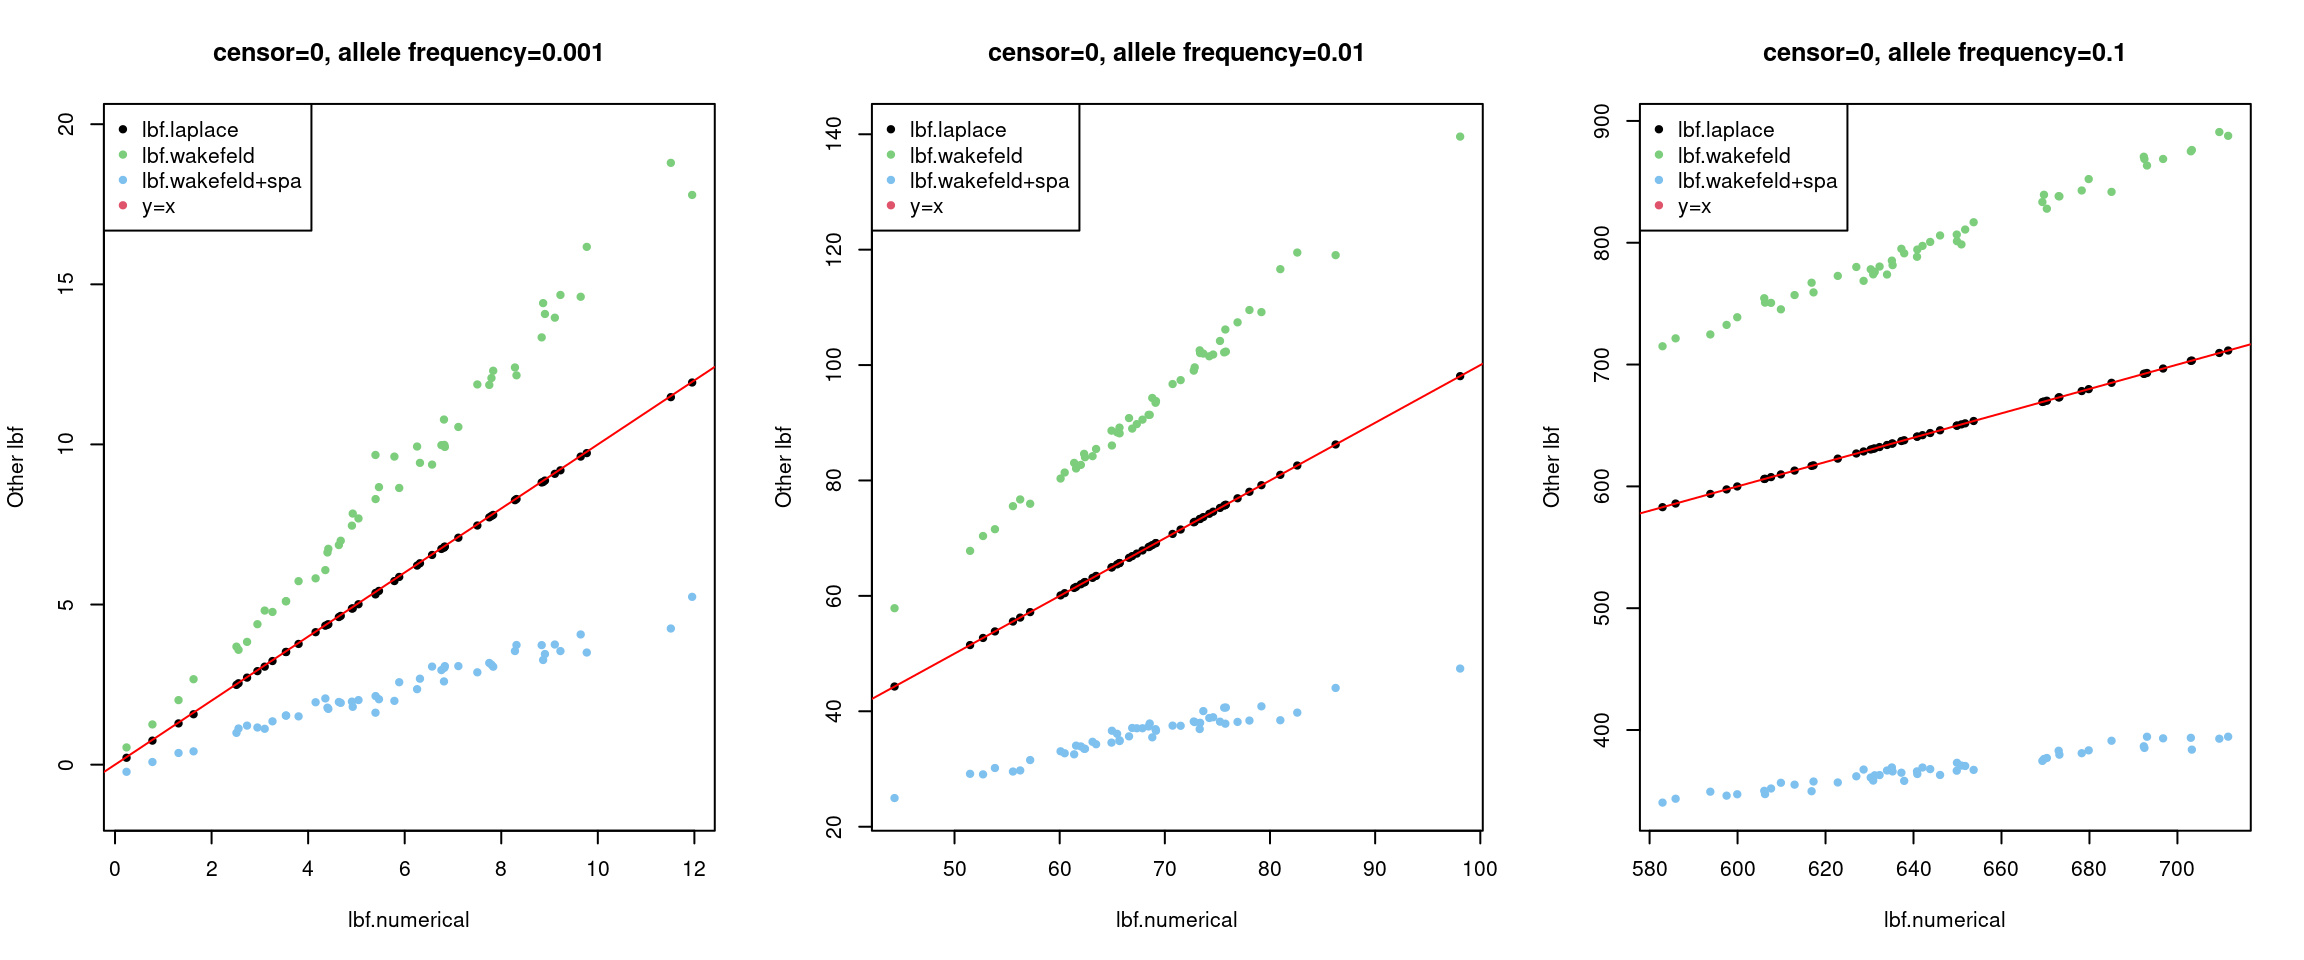 censor=0, allele frequency=0.001
20
15
10
5
0
Other lbf
lbf.laplace
lbf.wakefeld
lbf.wakefeld+spa
y=x
0 2 4 6 8 10 12
lbf.numerical
censor=0, allele frequency=0.01
140
120
100
80
60
40
20
Other lbf
lbf.laplace
lbf.wakefeld
lbf.wakefeld+spa
y=x
50 60 70 80 90 100
lbf.numerical
censor=0, allele frequency=0.1
900
800
700
600
500
400
Other lbf
lbf.laplace
lbf.wakefeld
lbf.wakefeld+spa
y=x
580 600 620 640 660 680 700
lbf.numerical